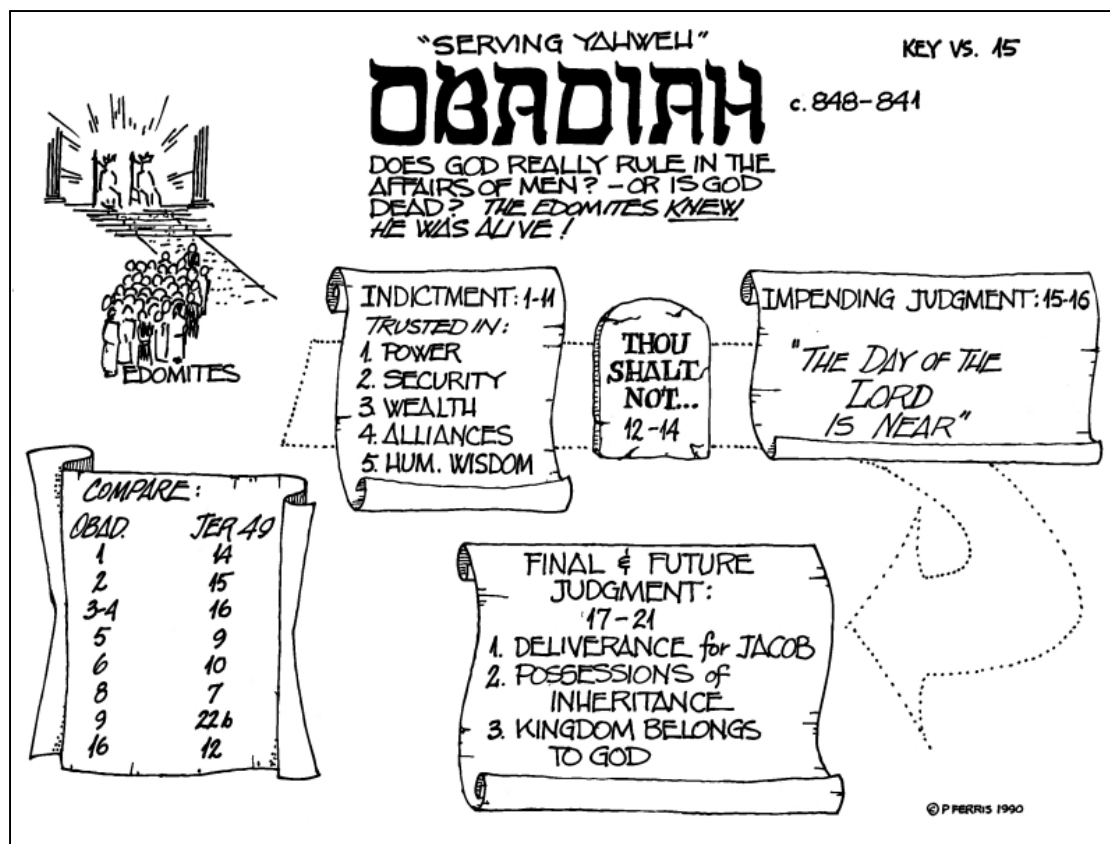 "SERVING YAHWEH"
KEY VS. 15
OBADIAH
c. 848-841
DOES GOD REALLY RULE IN THE
AFFAIRS OF MEN? - OR IS GOD
DEAD? THE EDOMITES KNEW
HE WAS ALIVE!
EDOMITES
INDICTMENT: 1-11
TRUSTED IN:
1. POWER
2. SECURITY
3. WEALTH
4. ALLIANCES
5. HUM. WISDOM
THOU
SHALT
NOT...
12-14
IMPENDING JUDGMENT: 15-16
"THE DAY OF THE
LORD
IS NEAR"
COMPARE:
OBAD. JER 49
1 14
2 15
3-4 16
5 9
6 10
8 7
9 22b
16 12
FINAL & FUTURE
JUDGMENT:
17-21
1. DELIVERANCE for JACOB
2. POSSESSIONS of
INHERITANCE
3. KINGDOM BELONGS
TO GOD
© P FERRIS 1990